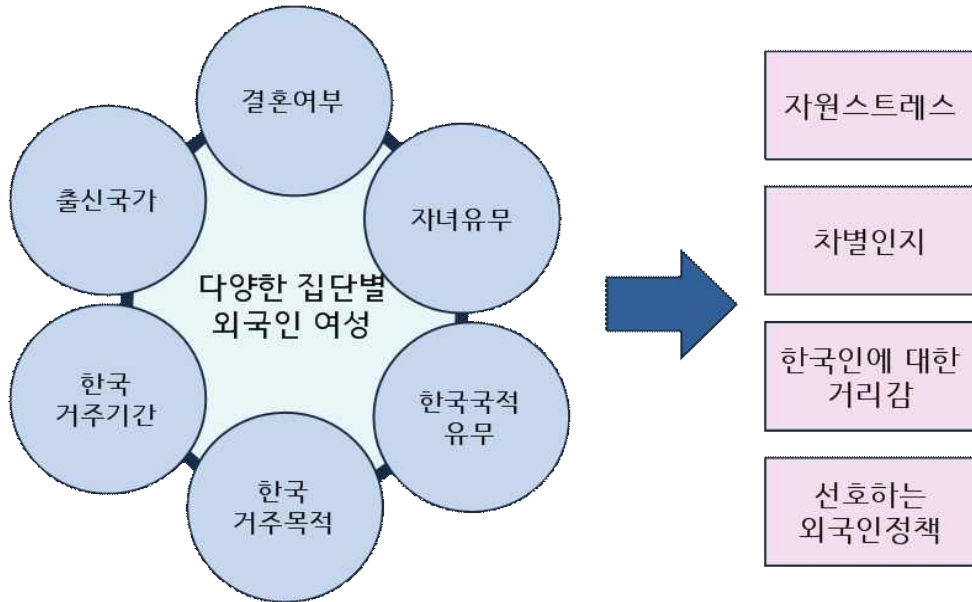 결혼여부
출신국가
자녀유무
다양한 집단별
외국인 여성
한국
거주기간
한국국적
유무
한국
거주목적
자원스트레스
차별인지
한국인에 대한
거리감
선호하는
외국인정책